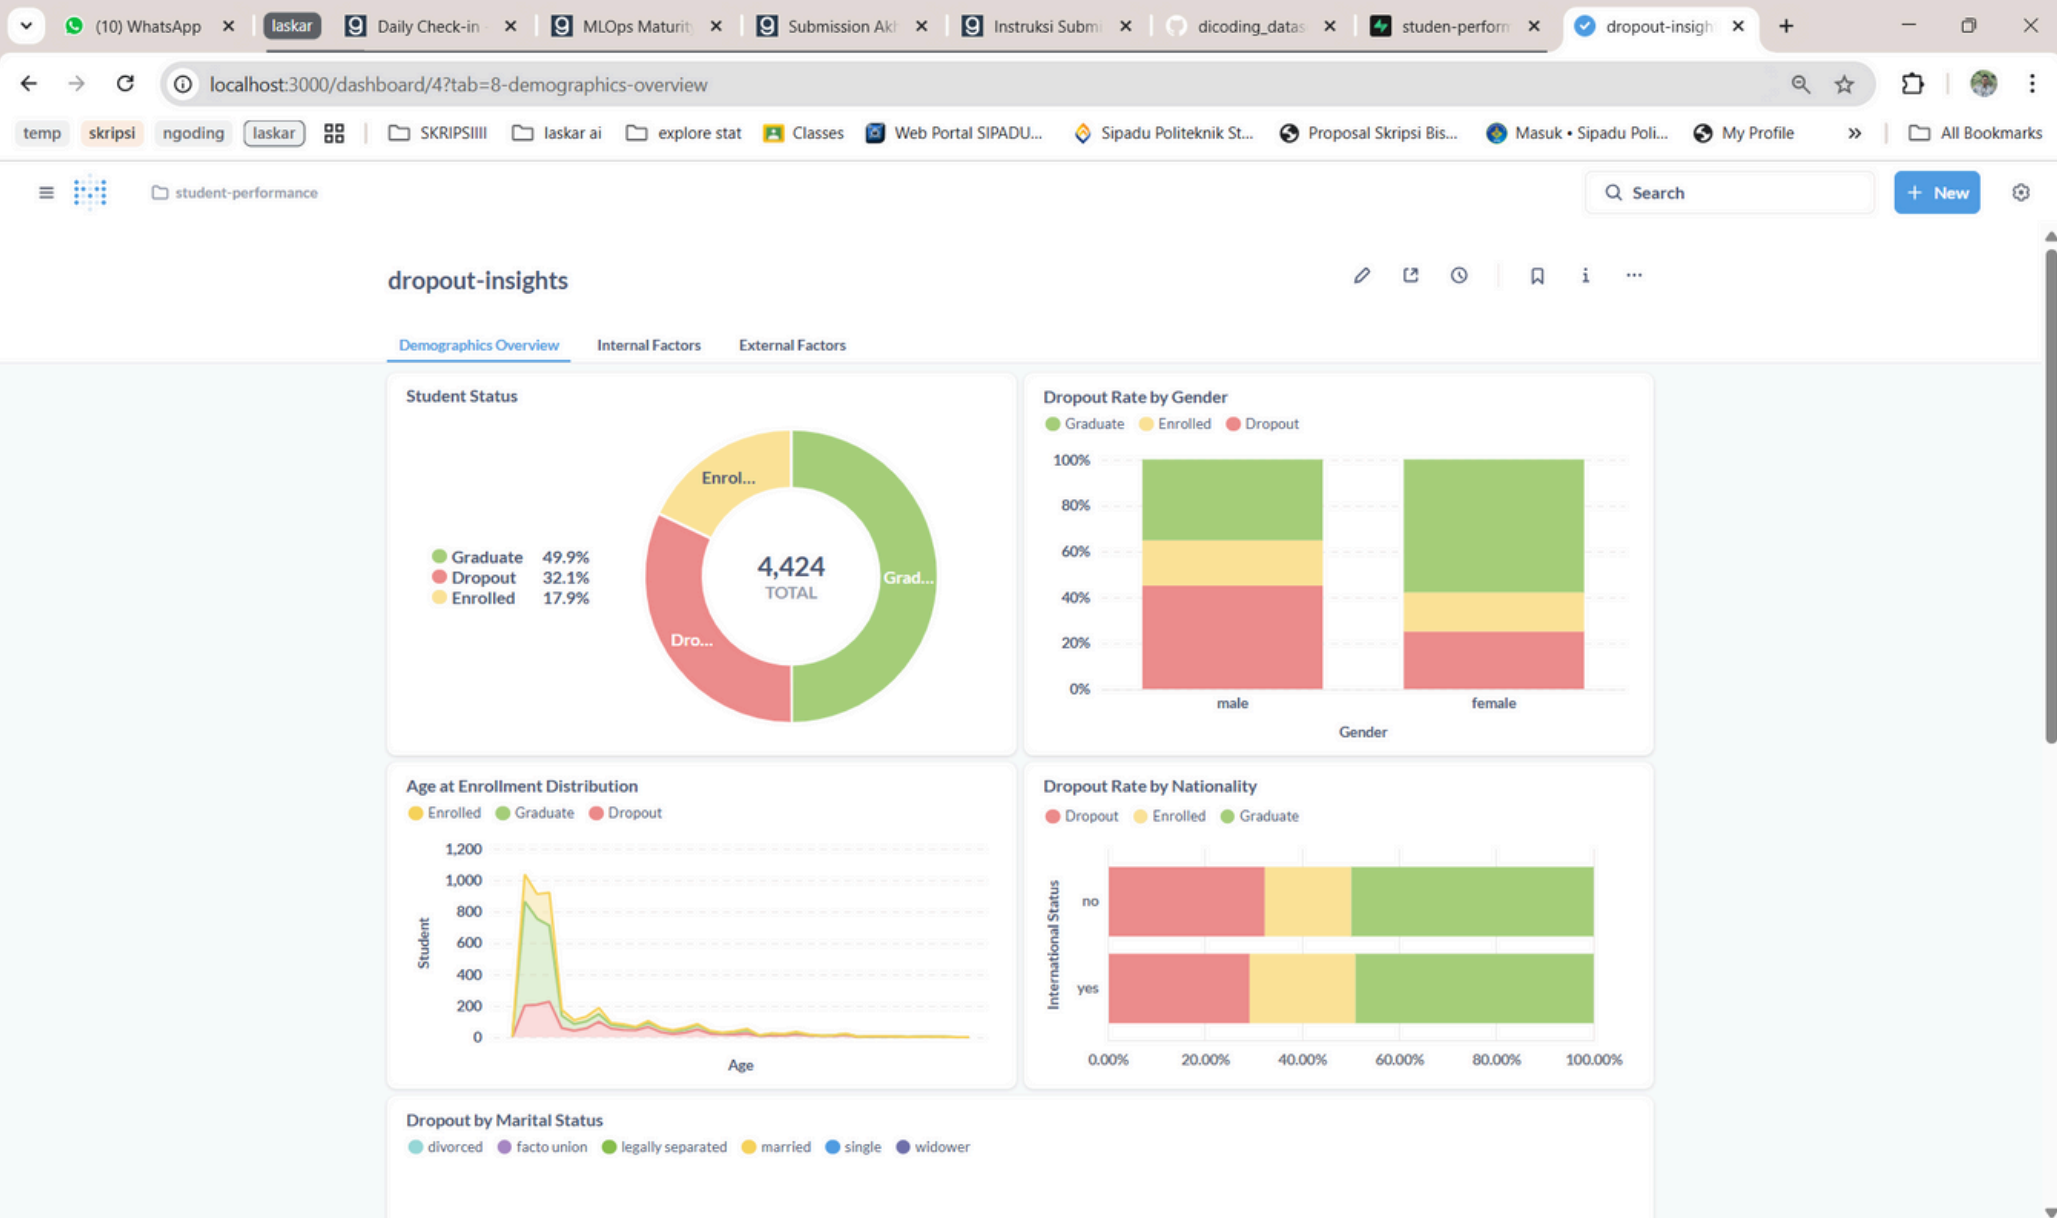 (10) WhatsApp
laskar
Daily Check-in
MLOps Maturit
Submission Akh
Instruksi Submi
dicoding_datas
studen-perform
dropout-insigh
localhost:3000/dashboard/4?tab=8-demographics-overview
temp
skripsi
ngoding
laskar
SKRIPSIIII
laskar ai
explore stat
Classes
Web Portal SIPADU...
Sipadu Politeknik St...
Proposal Skripsi Bis...
Masuk • Sipadu Poli...
My Profile
»
All Bookmarks
student-performance
Search
+ New
dropout-insights
Demographics Overview
Internal Factors
External Factors
Student Status
Graduate 49.9%
Dropout 32.1%
Enrolled 17.9%
Enrol...
Grad...
Dro...
4,424
TOTAL
Dropout Rate by Gender
Graduate Enrolled Dropout
100%
80%
60%
40%
20%
0%
male female
Gender
Age at Enrollment Distribution
Enrolled Graduate Dropout
1,200
1,000
800
600
400
200
0
Student
Age
Dropout Rate by Nationality
Dropout Enrolled Graduate
International Status
no
yes
0.00% 20.00% 40.00% 60.00% 80.00% 100.00%
Dropout by Marital Status
divorced facto union legally separated married single widower